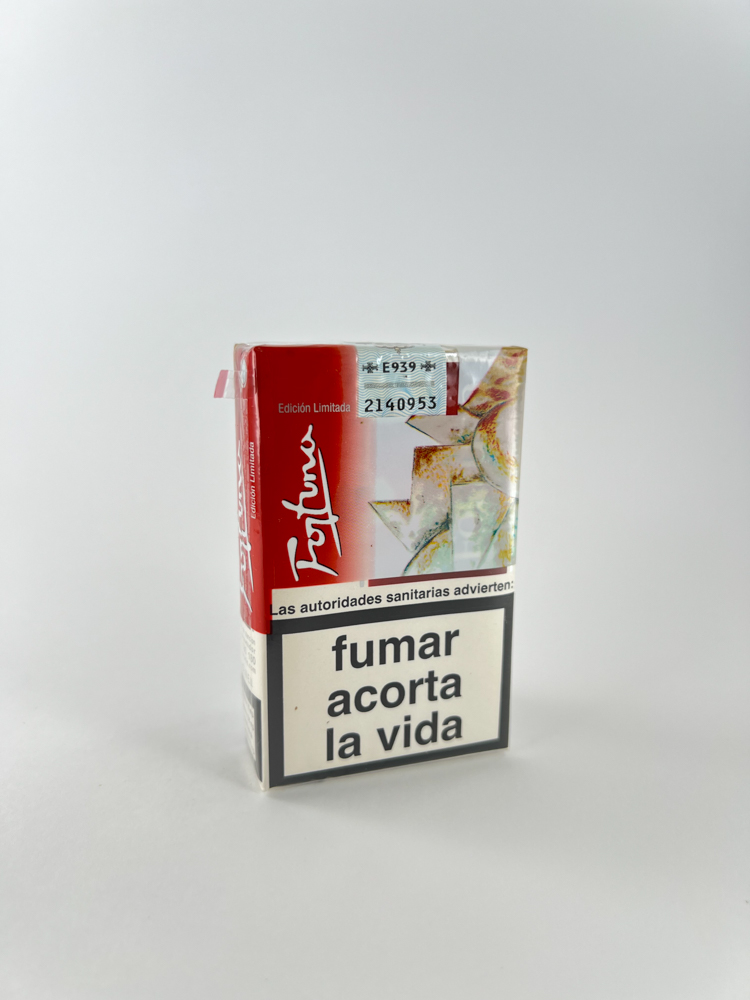 E939
2140953
Edición Limitada
Fortuna
Las autoridades sanitarias advierten:
fumar
acorta
la vida
Fortuna
Edición Limitada